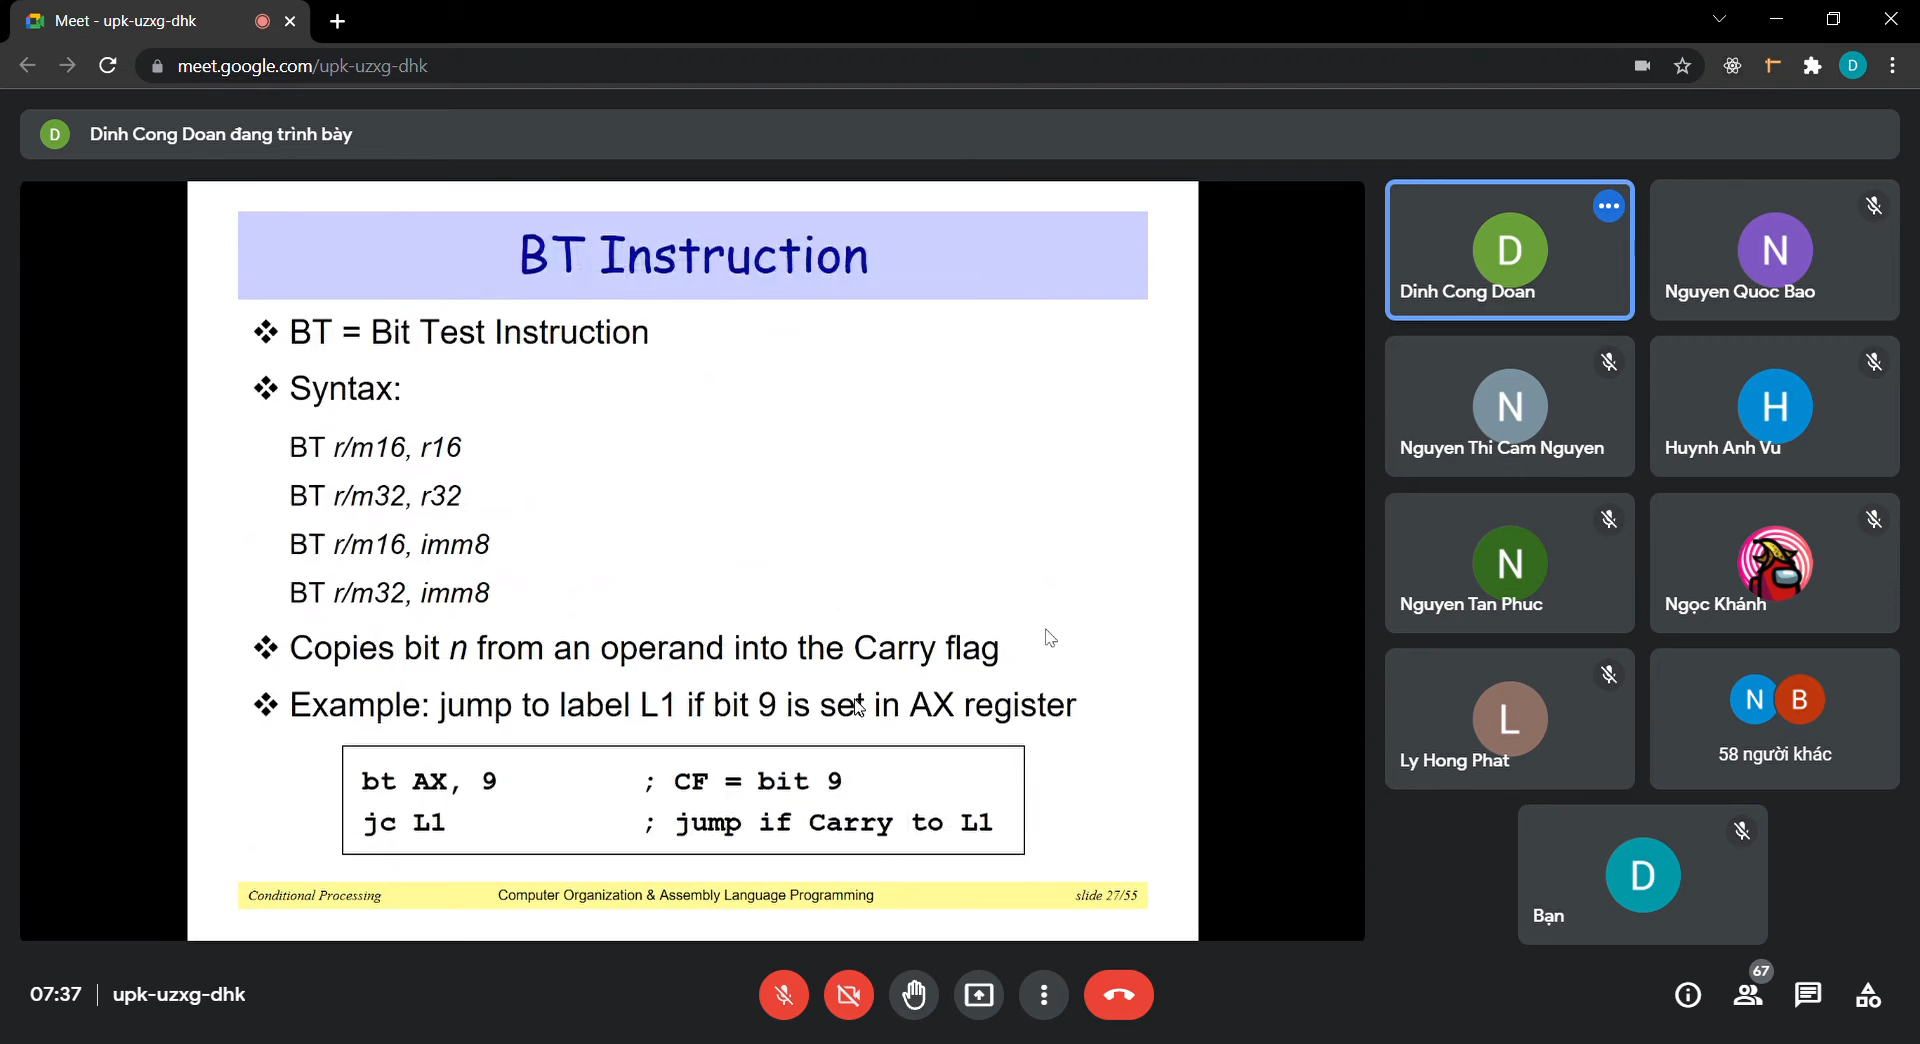 Meet - upk-uzxg-dhk
meet.google.com/upk-uzxg-dhk
D
D
Dinh Cong Doan đang trình bày
BT Instruction
BT = Bit Test Instruction
Syntax:
BT r/m16, r16
BT r/m32, r32
BT r/m16, imm8
BT r/m32, imm8
Copies bit n from an operand into the Carry flag
Example: jump to label L1 if bit 9 is set in AX register
bt AX, 9 ; CF = bit 9
jc L1 ; jump if Carry to L1
Conditional Processing Computer Organization & Assembly Language Programming slide 27/55
D
Dinh Cong Doan
N
Nguyen Quoc Bao
N
Nguyen Thi Cam Nguyen
H
Huynh Anh Vu
N
Nguyen Tan Phuc
Ngọc Khánh
L
Ly Hong Phat
N B
58 người khác
D
Bạn
07:37 | upk-uzxg-dhk
67